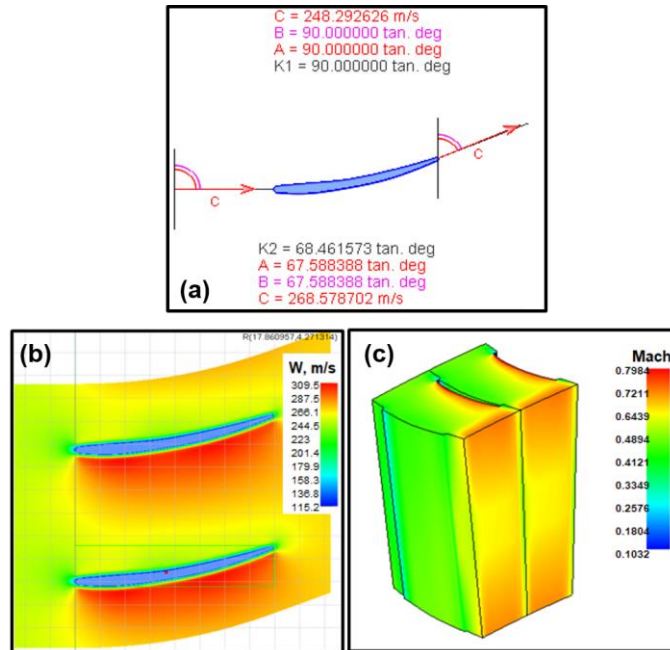 C = 248.292626 m/s
B = 90.000000 tan. deg
A = 90.000000 tan. deg
K1 = 90.000000 tan. deg
C
C
K2 = 68.461573 tan. deg
A = 67.588388 tan. deg
B = 67.588388 tan. deg
C = 268.578702 m/s
(a)
R(17.860957,4.271314)
(b)
W, m/s
309.5
287.5
266.1
244.5
223
201.4
179.9
158.3
136.8
115.2
(c)
Mach
0.7984
0.7211
0.6439
0.4894
0.4121
0.3349
0.2576
0.1804
0.1032